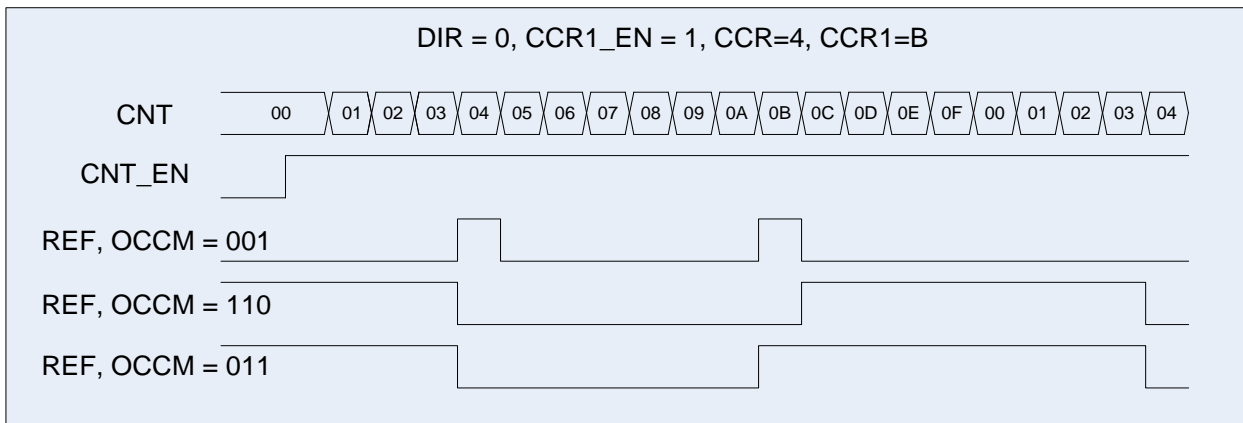 DIR = 0, CCR1_EN = 1, CCR=4, CCR1=B
CNT 00 01 02 03 04 05 06 07 08 09 0A 0B 0C 0D 0E 0F 00 01 02 03 04
CNT_EN
REF, OCCM = 001
REF, OCCM = 110
REF, OCCM = 011